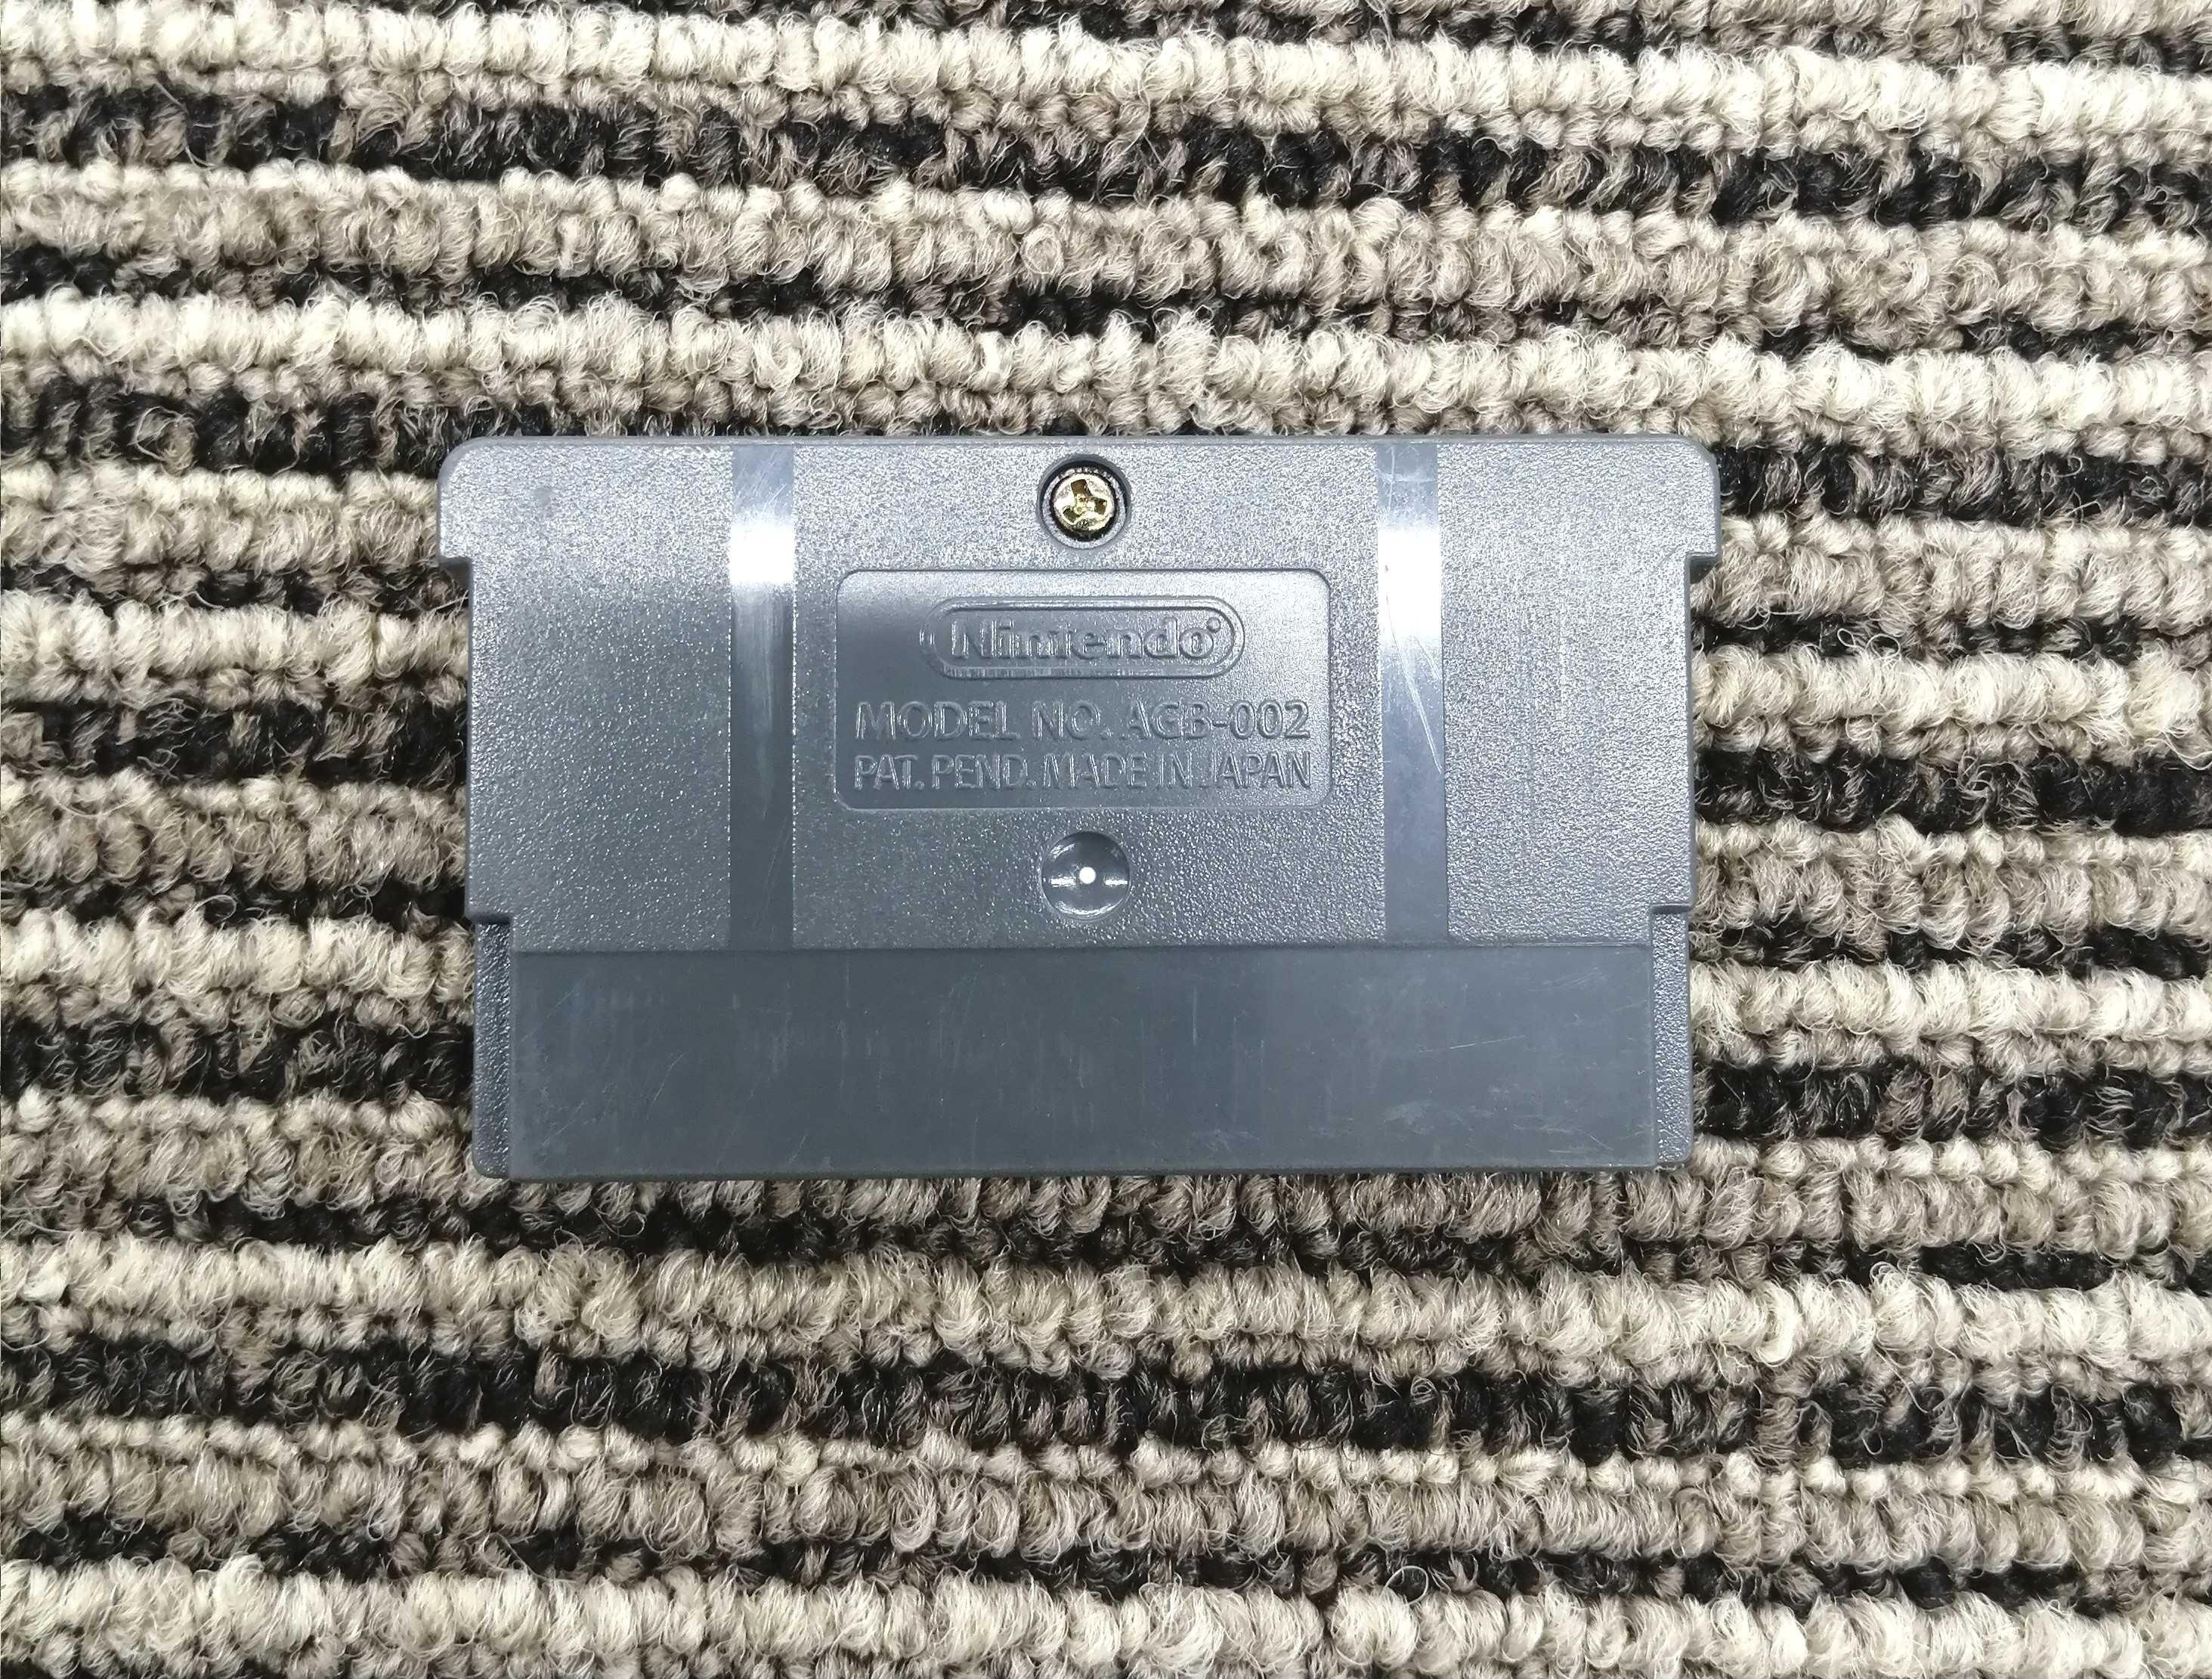 Nintendo®
MODEL NO. AGB-002
PAT. PEND. MADE IN JAPAN